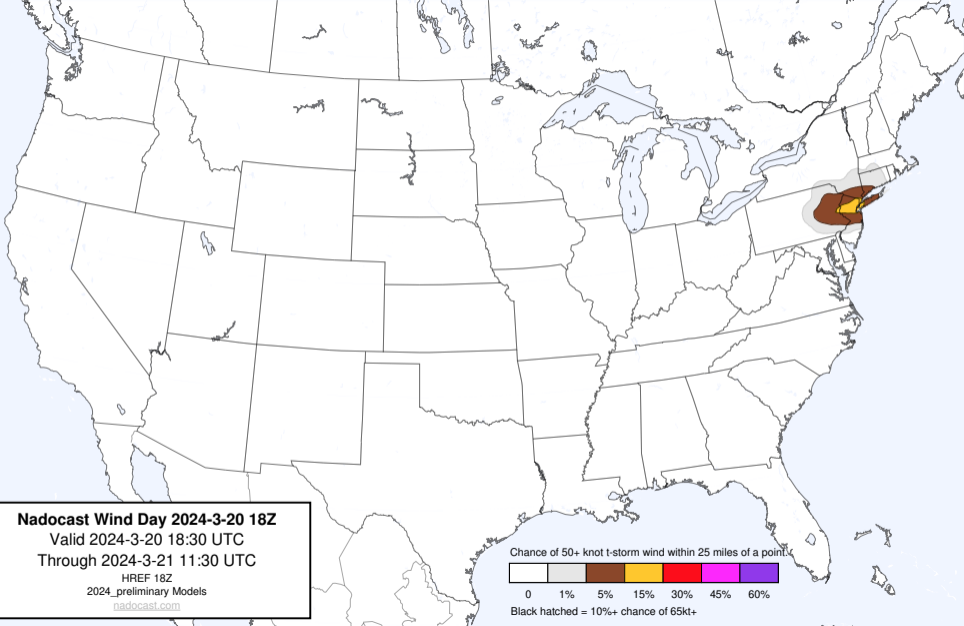 Nadocast Wind Day 2024-3-20 18Z
Valid 2024-3-20 18:30 UTC
Through 2024-3-21 11:30 UTC
HREF 18Z
2024_preliminary Models
nadocast.com
Chance of 50+ knot t-storm wind within 25 miles of a point.
0 1% 5% 15% 30% 45% 60%
Black hatched = 10%+ chance of 65kt+